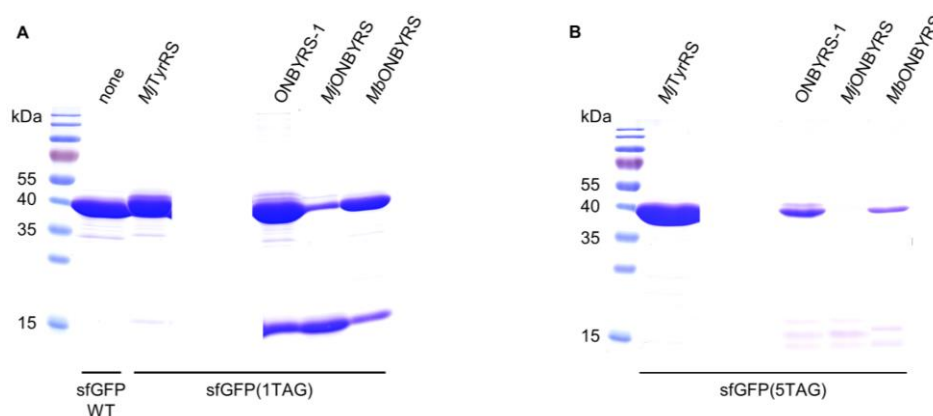 A
none
MjTyrRS
ONBYRS-1
MjONBYRS
MbONBYRS
kDa
55
40
35
15
sfGFP
WT
sfGFP(1TAG)
B
MjTyrRS
ONBYRS-1
MjONBYRS
MbONBYRS
kDa
55
40
35
15
sfGFP(5TAG)